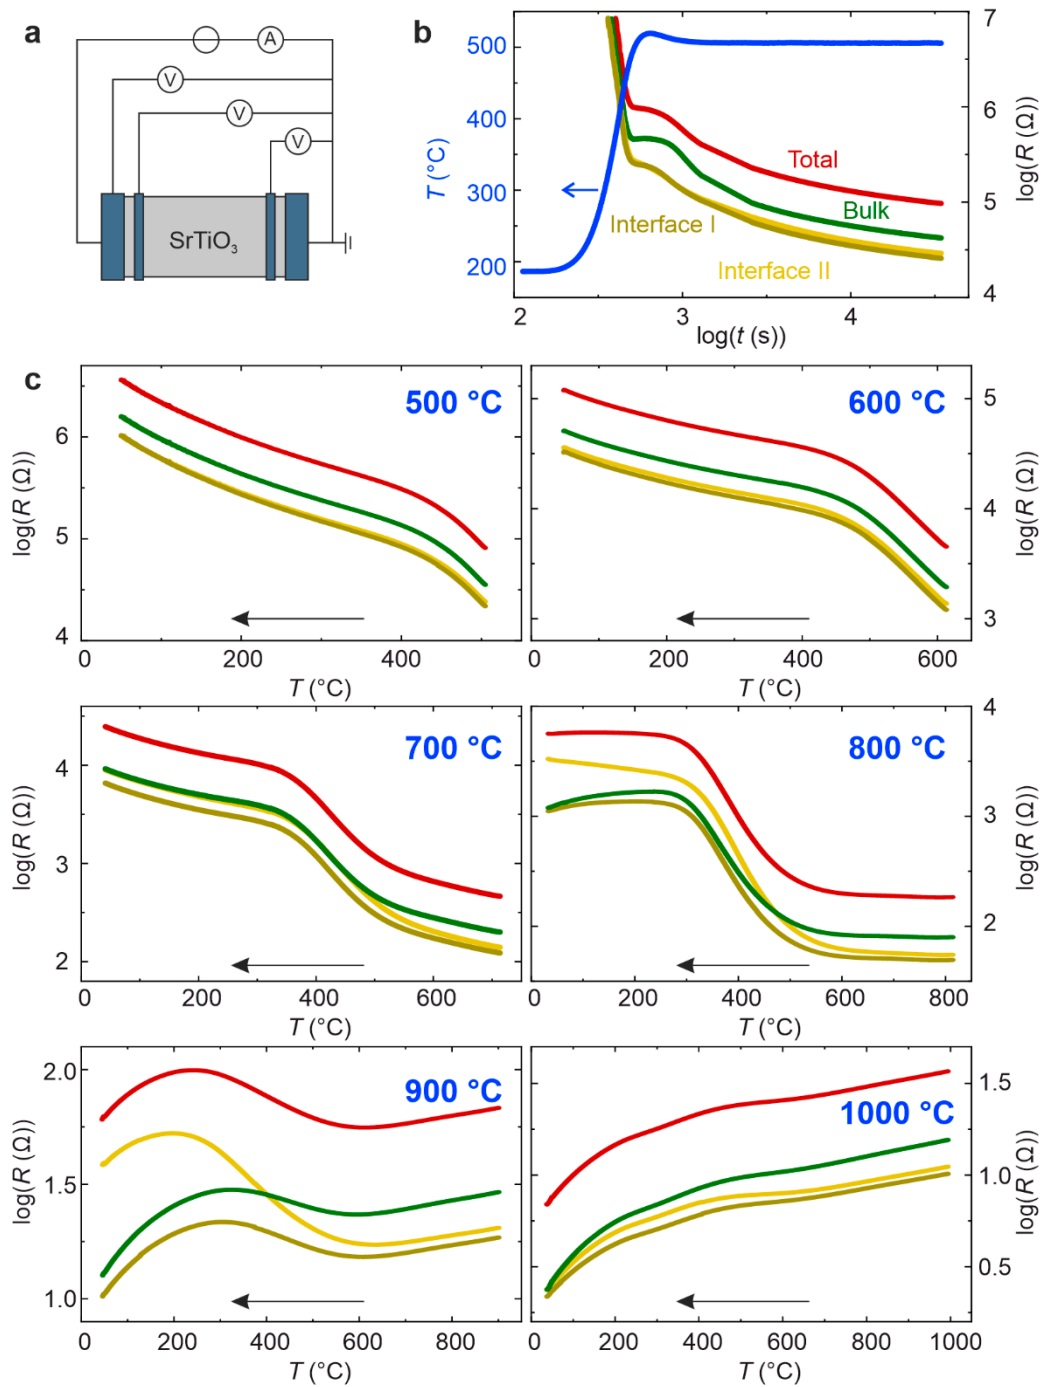 a
A
V
V
V
SrTiO₃
b
500
400
300
200
T (°C)
7
6
5
4
log(R (Ω))
Total
Bulk
Interface I
Interface II
2
3
4
log(t (s))
c
500 °C
6
5
4
log(R (Ω))
0
200
400
T (°C)
600 °C
5
4
3
log(R (Ω))
0
200
400
600
T (°C)
700 °C
4
3
2
log(R (Ω))
0
200
400
600
T (°C)
800 °C
4
3
2
log(R (Ω))
0
200
400
600
800
T (°C)
900 °C
2.0
1.5
1.0
log(R (Ω))
0
200
400
600
800
T (°C)
1000 °C
1.5
1.0
0.5
log(R (Ω))
0
200
400
600
800
1000
T (°C)